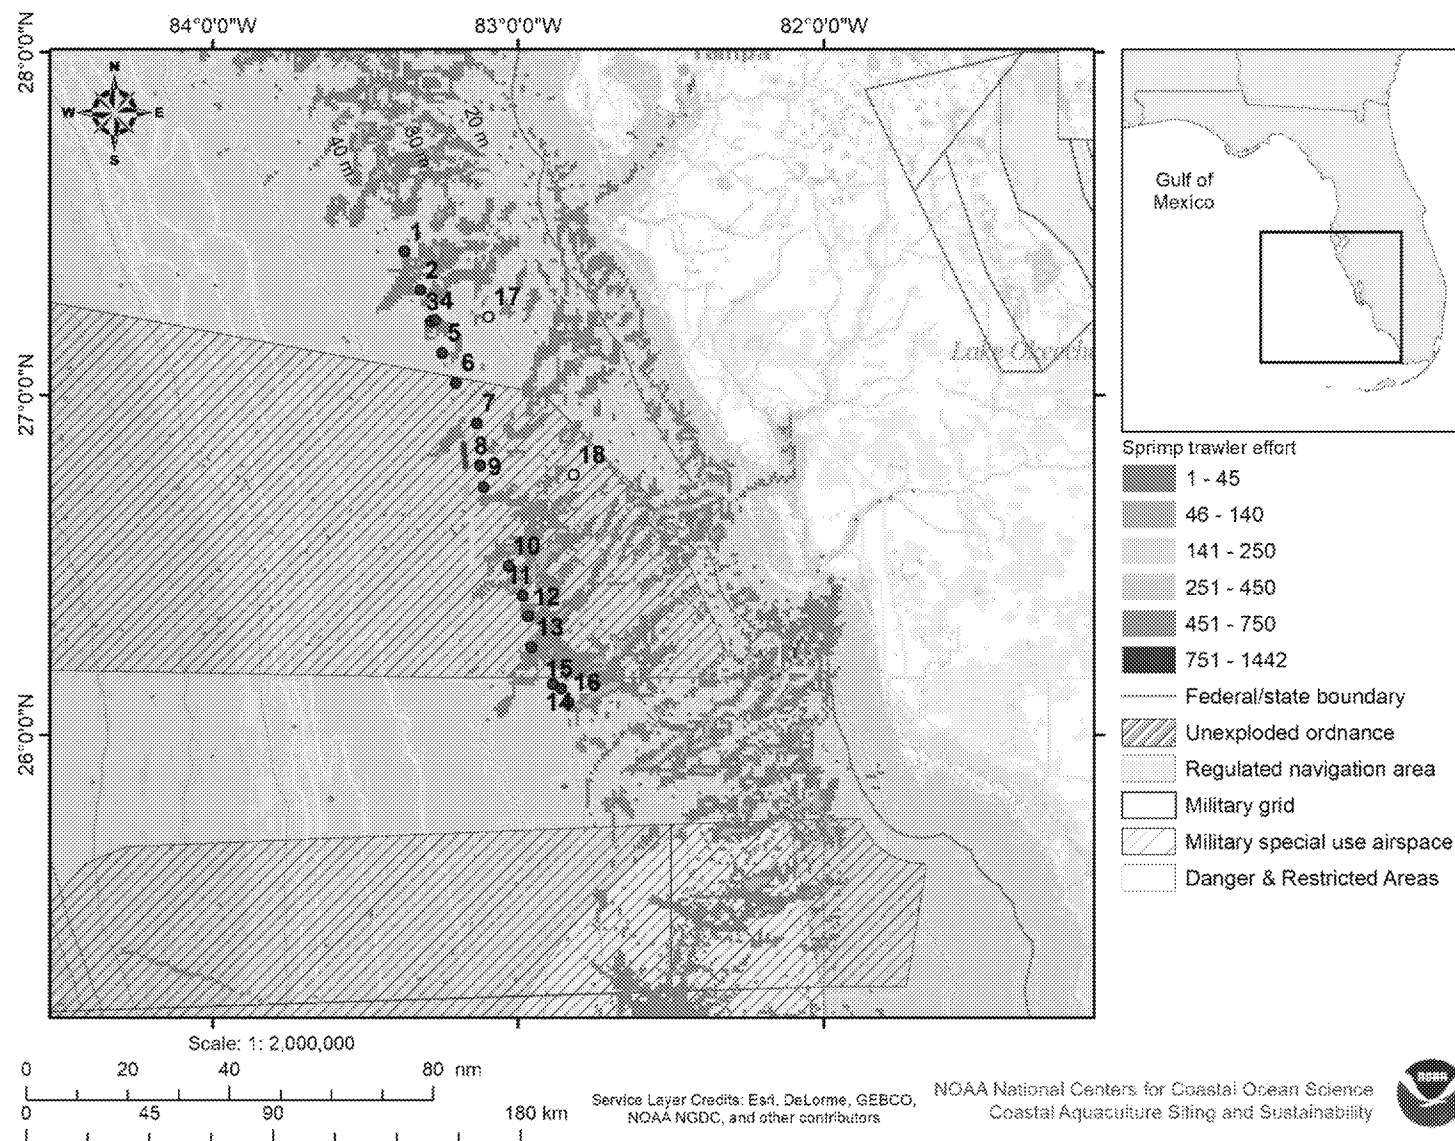 84°0'0"W 83°0'0"W 82°0'0"W
28°0'0"N
27°0'0"N
26°0'0"N
N
W E
S
Tampa
20 m
30 m
40 m
1
2
34
17
5
6
7
8
18
9
10
11
12
13
15
16
14
Gulf of
Mexico
Sprimp trawler effort
1 - 45
46 - 140
141 - 250
251 - 450
451 - 750
751 - 1442
Federal/state boundary
Unexploded ordnance
Regulated navigation area
Military grid
Military special use airspace
Danger & Restricted Areas
Scale: 1: 2,000,000
0 20 40 80 nm
0 45 90 180 km
Service Layer Credits: Esri, DeLorme, GEBCO,
NOAA NGDC, and other contributors
NOAA National Centers for Coastal Ocean Science
Coastal Aquaculture Siting and Sustainability